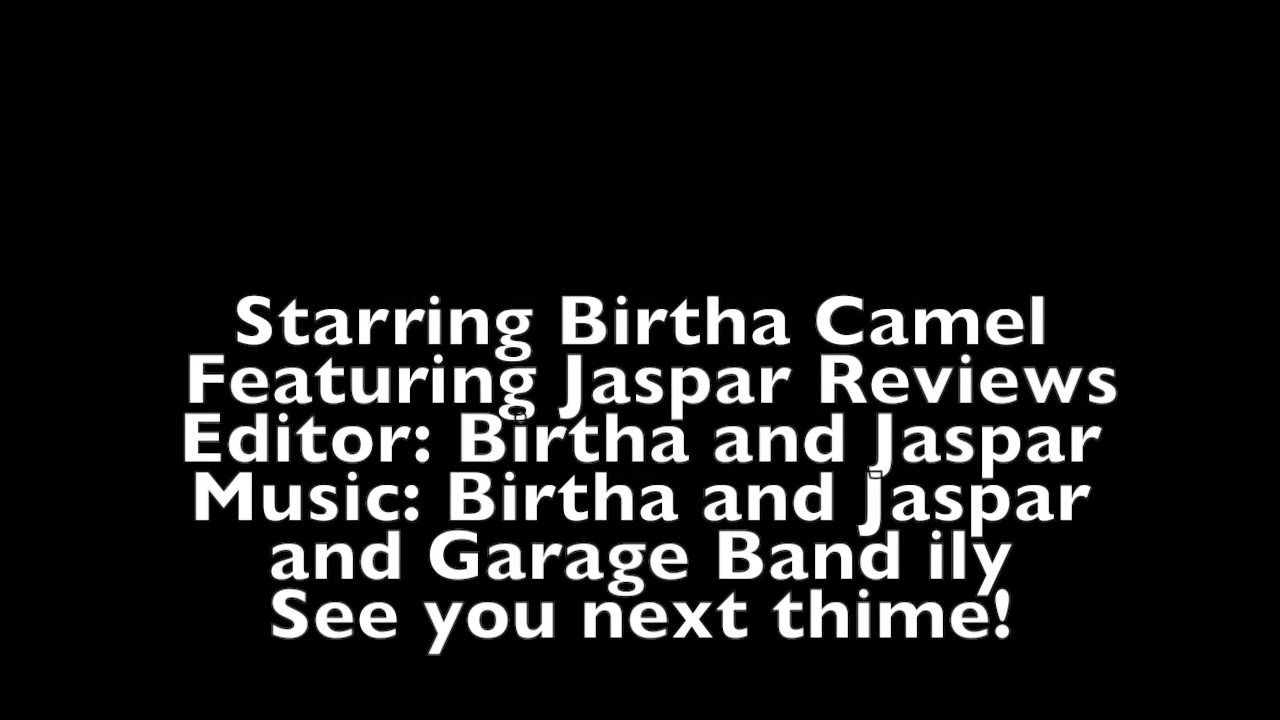 Starring Birtha Camel
Featuring Jaspar Reviews
Editor: Birtha and Jaspar
Music: Birtha and Jaspar
and Garage Band ily
See you next thime!